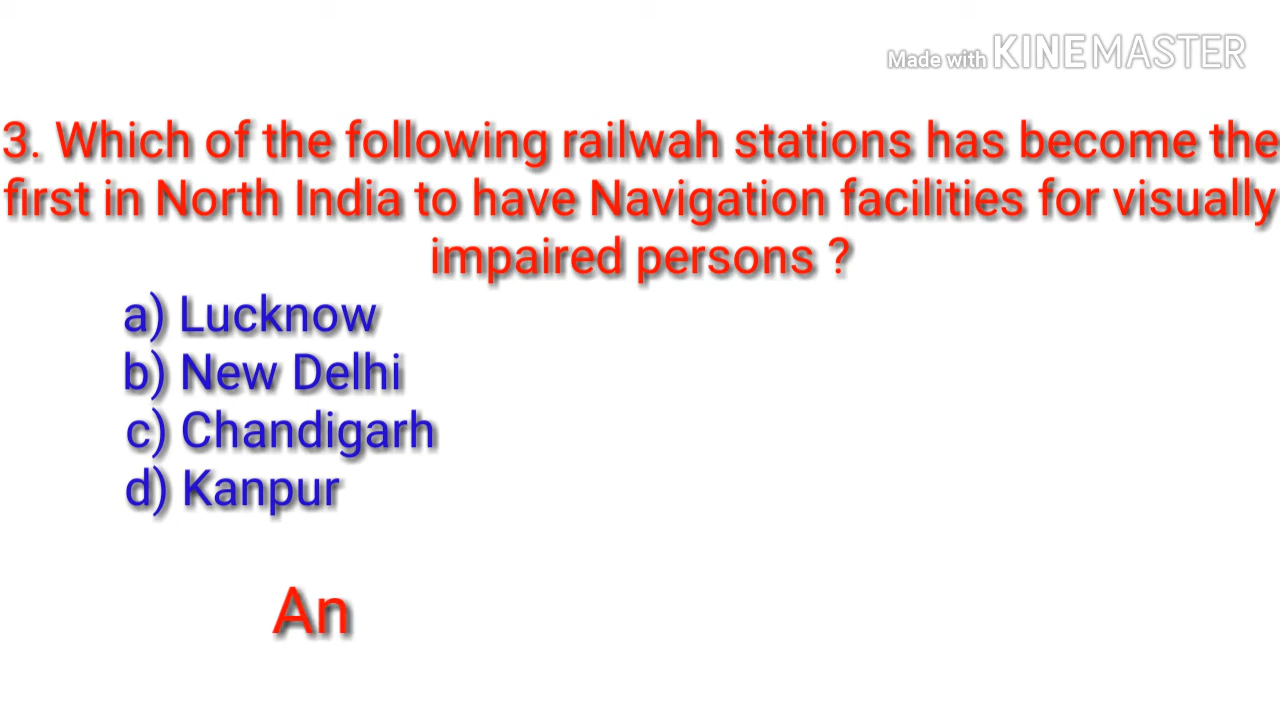 Made with KINEMASTER
3. Which of the following railwah stations has become the
first in North India to have Navigation facilities for visually
impaired persons ?
a) Lucknow
b) New Delhi
c) Chandigarh
d) Kanpur
An